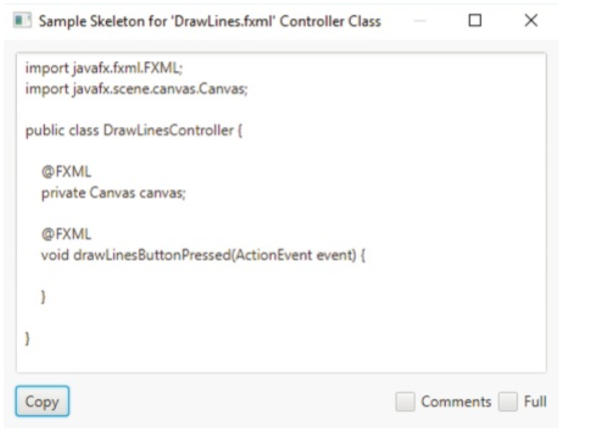 Sample Skeleton for 'DrawLines.fxml' Controller Class
import javafx.fxml.FXML;
import javafx.scene.canvas.Canvas;
public class DrawLinesController {
@FXML
private Canvas canvas;
@FXML
void drawLinesButtonPressed(ActionEvent event) {
}
}
Copy Comments Full